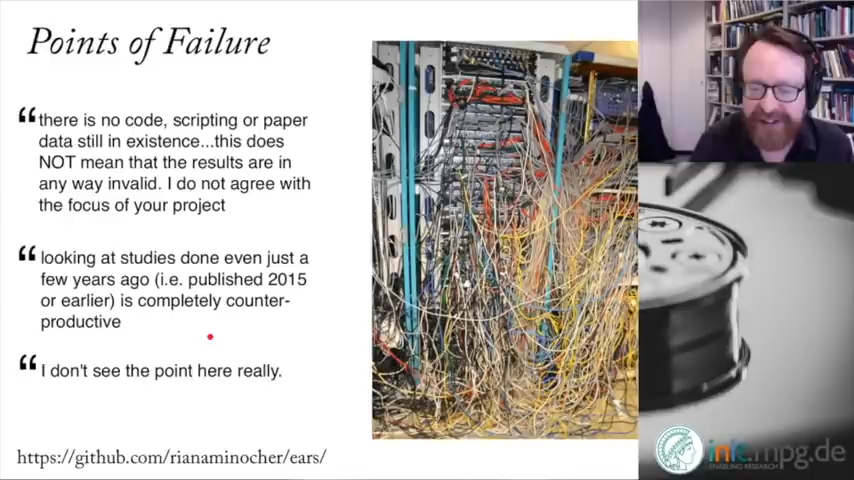 Points of Failure
“there is no code, scripting or paper
data still in existence...this does
NOT mean that the results are in
any way invalid. I do not agree with
the focus of your project
“looking at studies done even just a
few years ago (i.e. published 2015
or earlier) is completely counter-
productive
“I don't see the point here really.
https://github.com/rianaminocher/ears/
init.mpg.de
ENABLING RESEARCH